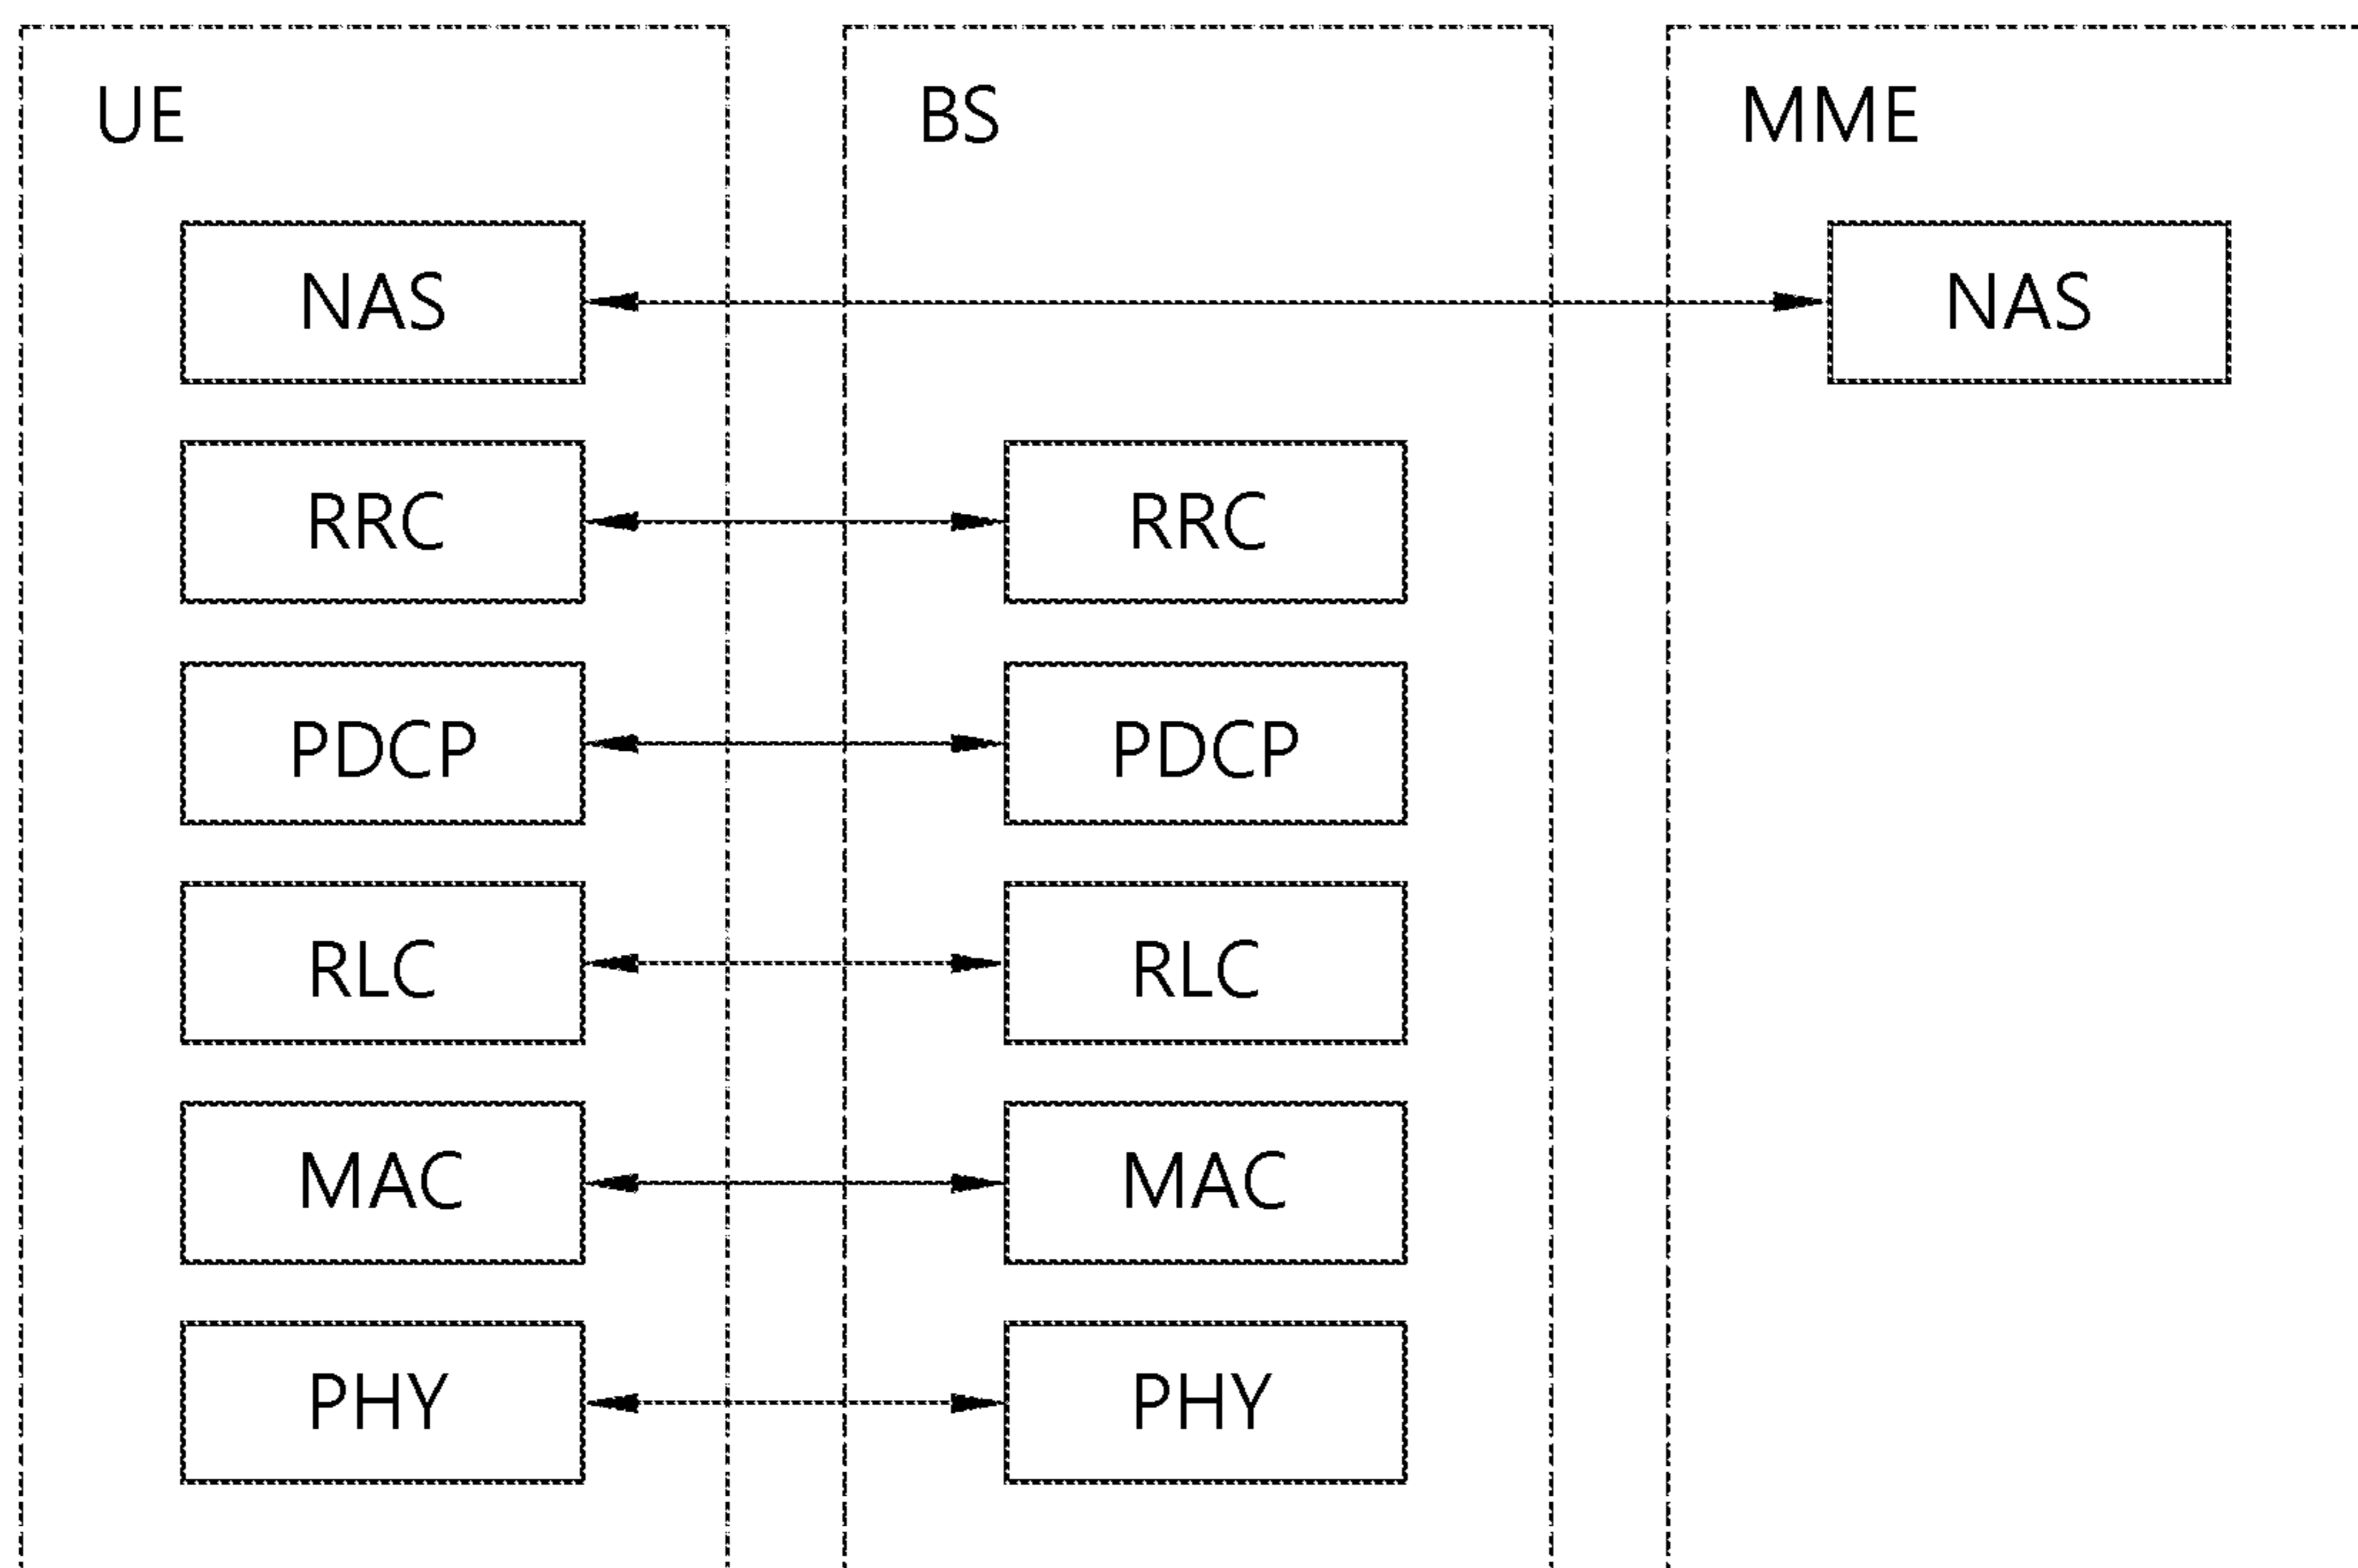 UE
BS
MME
NAS
NAS
RRC
RRC
PDCP
PDCP
RLC
RLC
MAC
MAC
PHY
PHY